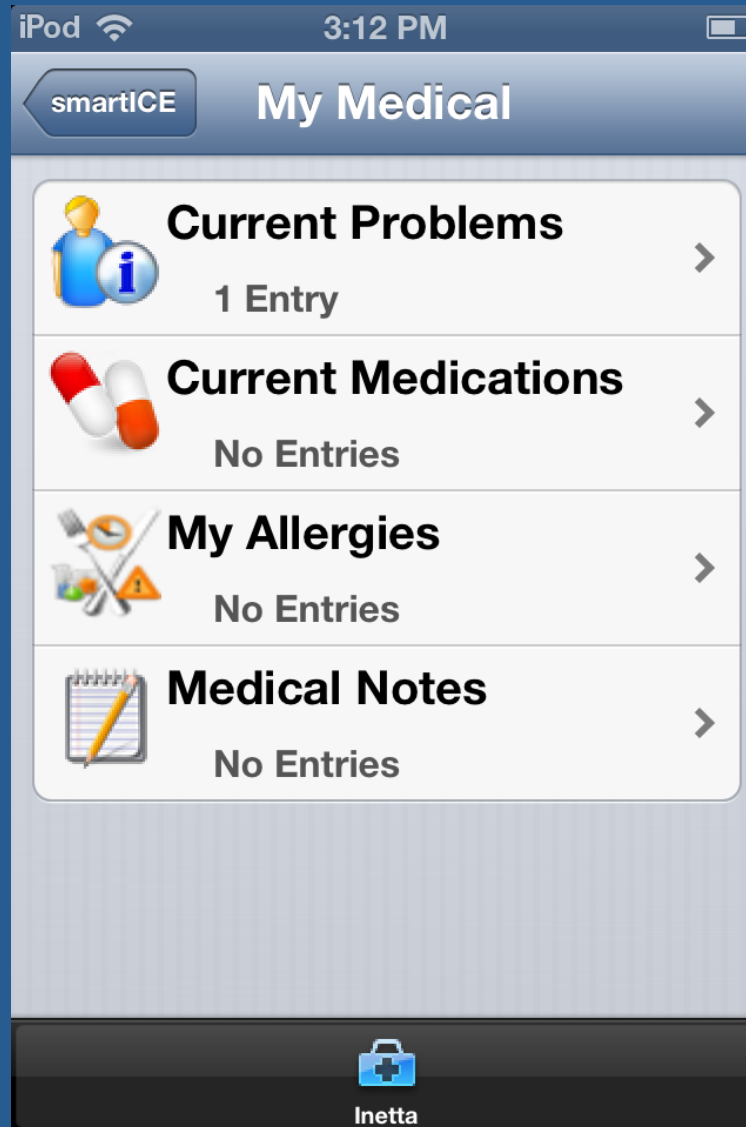 iPod 3:12 PM
smartICE My Medical
Current Problems
1 Entry
Current Medications
No Entries
My Allergies
No Entries
Medical Notes
No Entries
Inetta